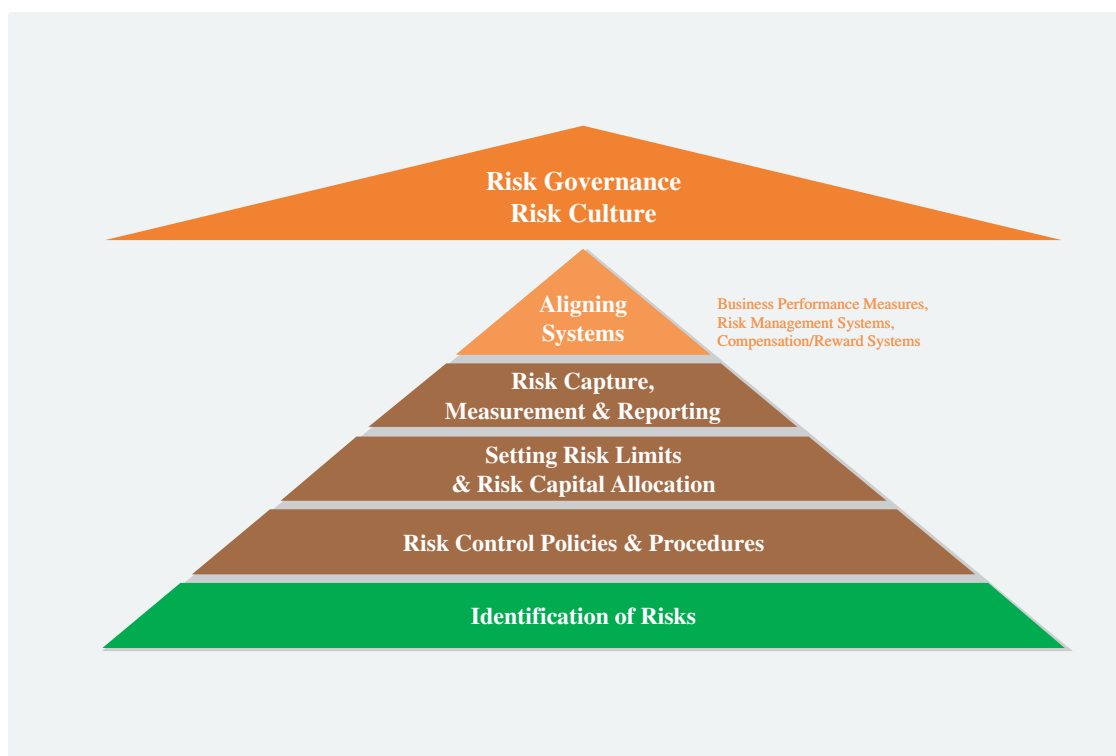 Risk Governance
Risk Culture
Aligning
Systems
Business Performance Measures,
Risk Management Systems,
Compensation/Reward Systems
Risk Capture,
Measurement & Reporting
Setting Risk Limits
& Risk Capital Allocation
Risk Control Policies & Procedures
Identification of Risks